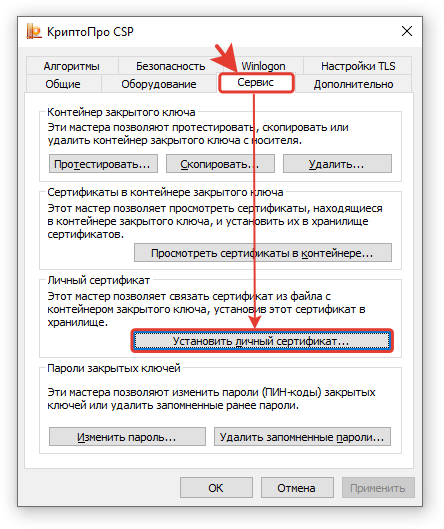 КриптоПро CSP
Алгоритмы Безопасность Winlogon Настройки TLS
Общие Оборудование Сервис Дополнительно
Контейнер закрытого ключа
Эти мастера позволяют протестировать, скопировать или
удалить контейнер закрытого ключа с носителя.
Протестировать... Скопировать... Удалить...
Сертификаты в контейнере закрытого ключа
Этот мастер позволяет просмотреть сертификаты, находящиеся
в контейнере закрытого ключа, и установить их в хранилище
сертификатов.
Просмотреть сертификаты в контейнере...
Личный сертификат
Этот мастер позволяет связать сертификат из файла с
контейнером закрытого ключа, установив этот сертификат в
хранилище.
Установить личный сертификат...
Пароли закрытых ключей
Эти мастера позволяют изменить пароли (ПИН-коды) закрытых
ключей или удалить запомненные ранее пароли.
Изменить пароль... Удалить запомненные пароли...
ОК Отмена Применить